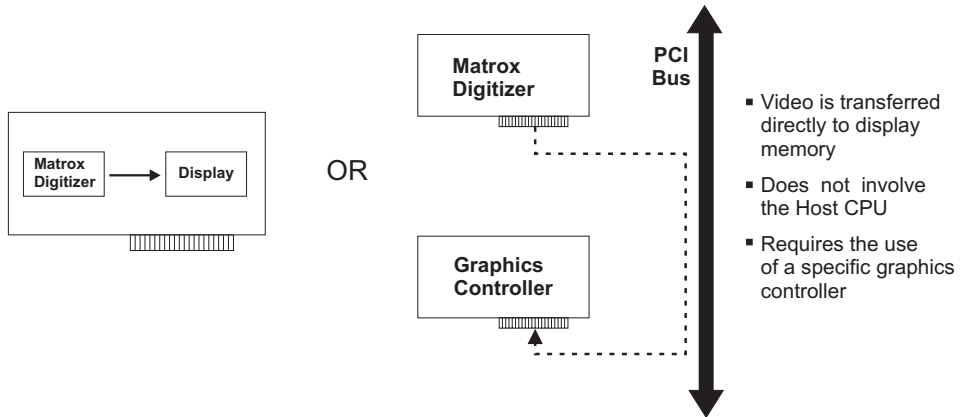 Matrox
Digitizer
Display
OR
Matrox
Digitizer
Graphics
Controller
PCI
Bus
▪ Video is transferred
directly to display
memory
▪ Does not involve
the Host CPU
▪ Requires the use
of a specific graphics
controller